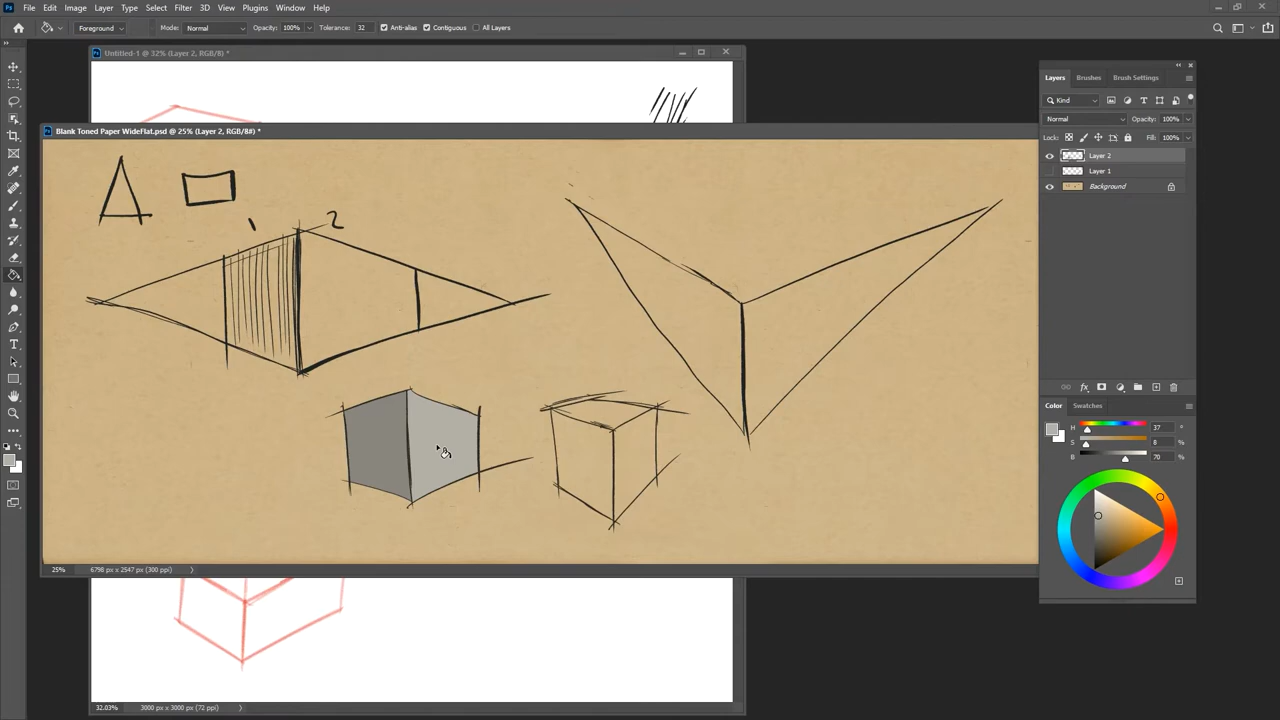 File Edit Image Layer Type Select Filter 3D View Plugins Window Help
Foreground Mode: Normal Opacity: 100% Tolerance: 32 Anti-alias Contiguous All Layers
Untitled-1 @ 32% (Layer 2, RGB/8) *
Blank Toned Paper WideFlat.psd @ 25% (Layer 2, RGB/8#) *
1 2
25% 6798 px x 2547 px (300 ppi)
32.03% 3000 px x 3000 px (72 ppi)
Layers Brushes Brush Settings
Kind
Normal Opacity: 100%
Lock: Fill: 100%
Layer 2
Layer 1
Background
fx
Color Swatches
H 37
S 8
B 70